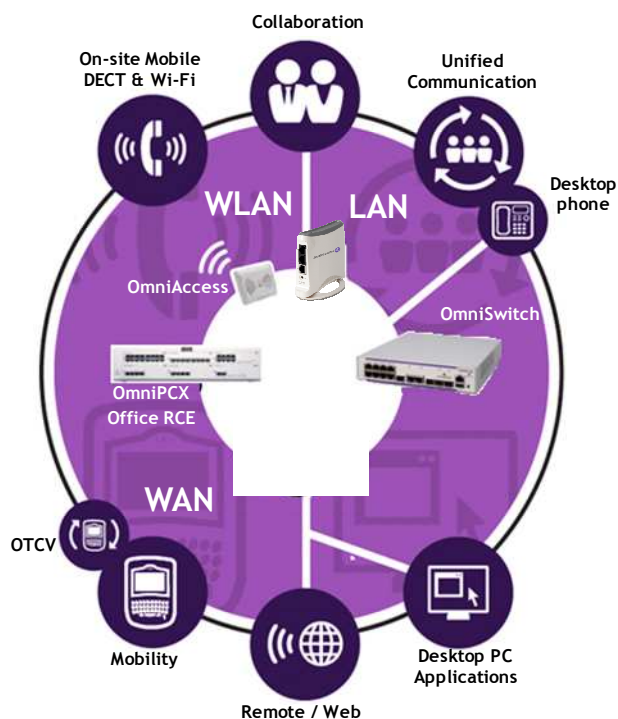 Collaboration
On-site Mobile
DECT & Wi-Fi
Unified
Communication
Desktop
phone
WLAN
LAN
OmniAccess
OmniSwitch
OmniPCX
Office RCE
WAN
OTCV
Mobility
Desktop PC
Applications
Remote / Web